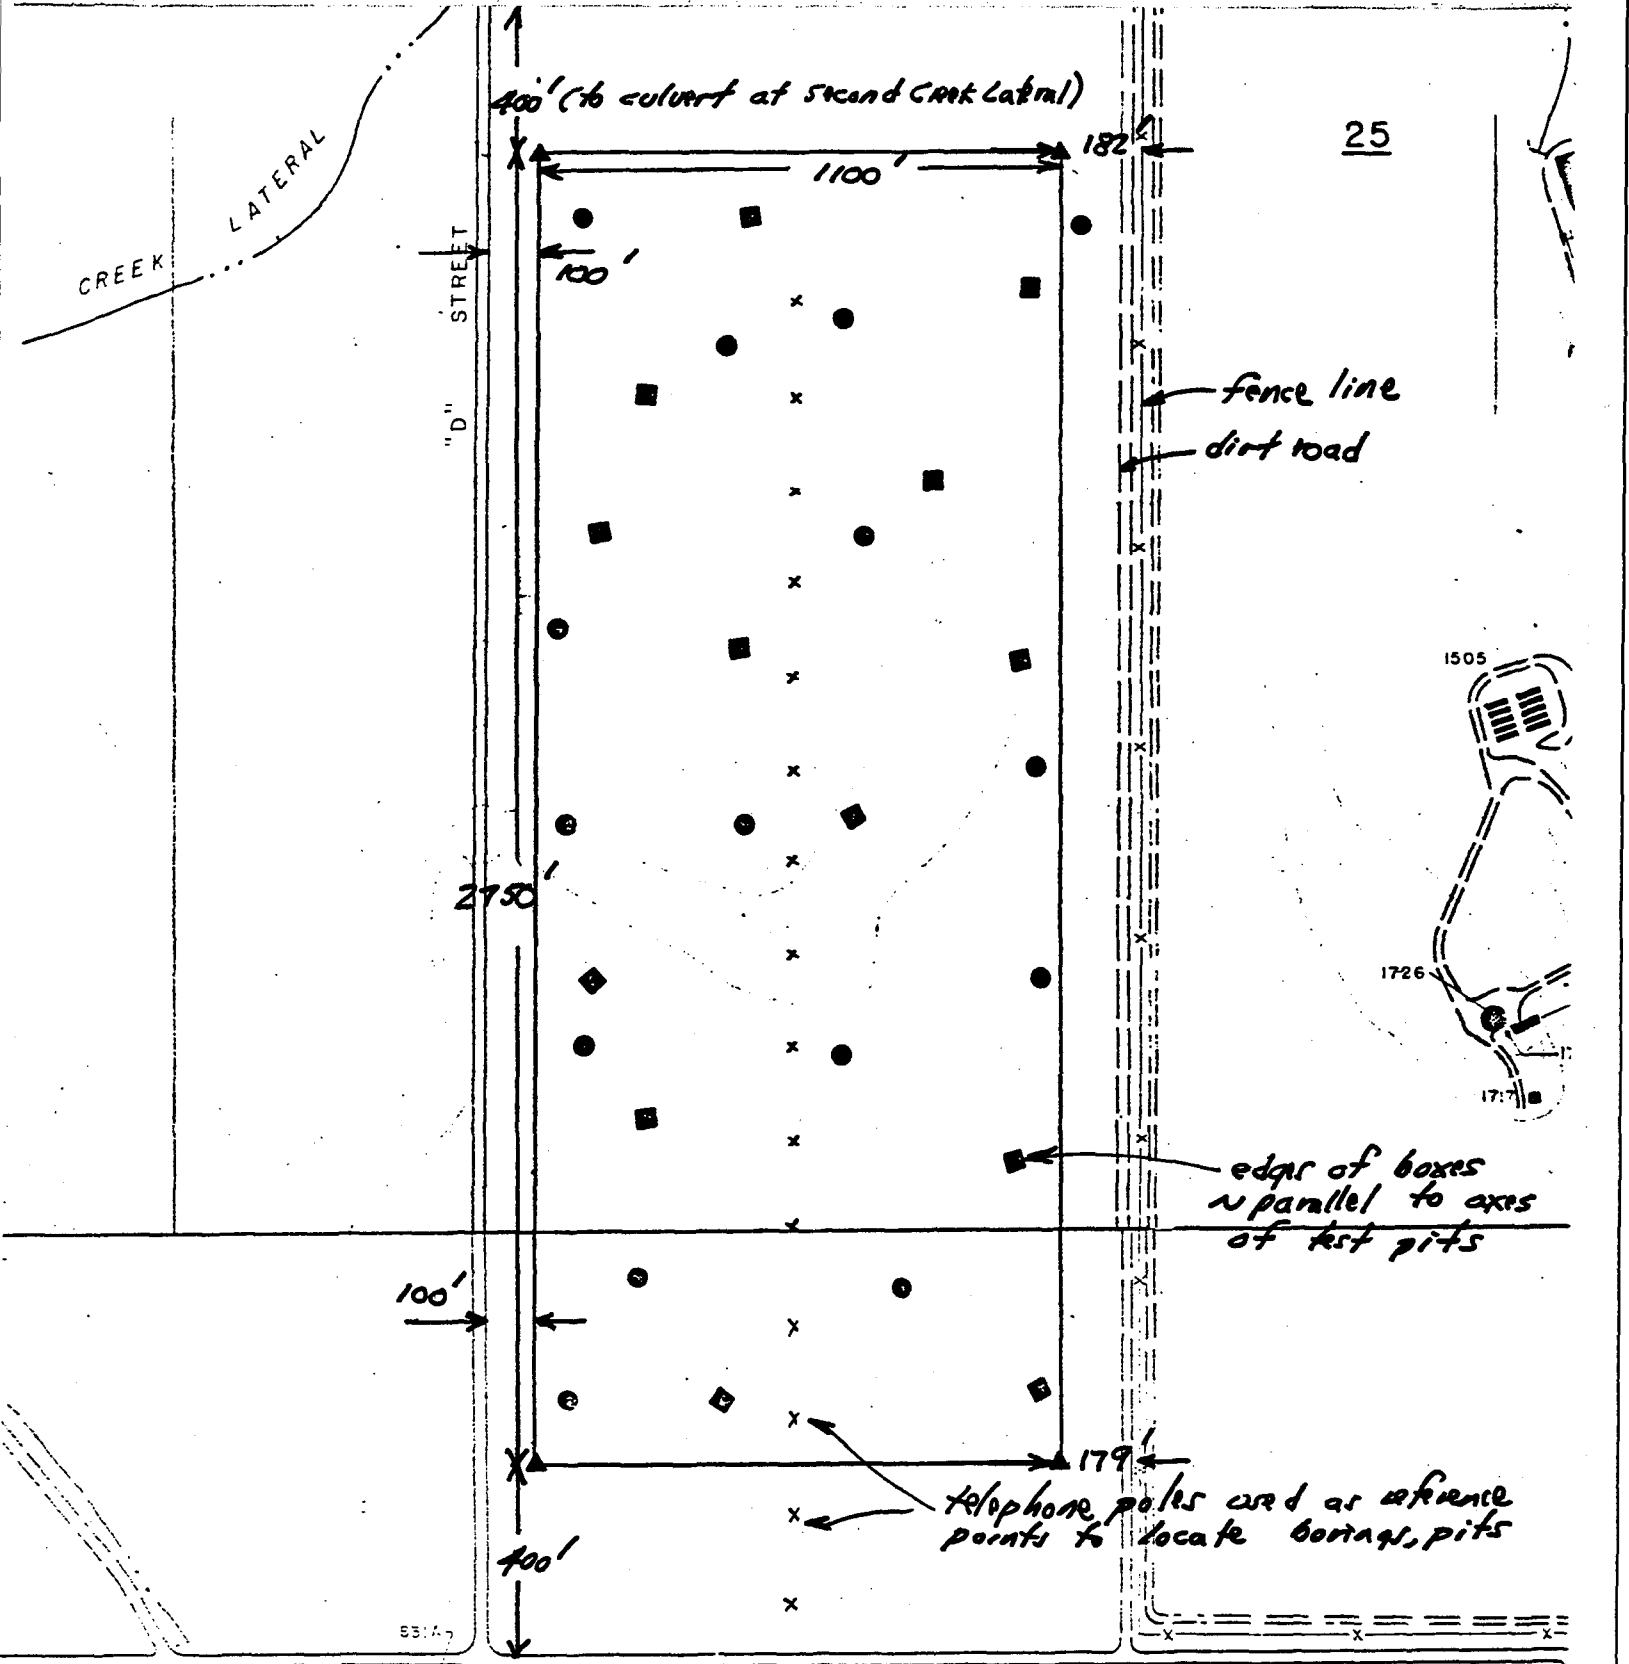 400' (to culvert at Second Creek Lateral)
182'
25
1100'
CREEK LATERAL
100'
"D" STREET
fence line
dirt road
1505
2750'
1726
edges of boxes
~ parallel to axes
of test pits
100'
179'
telephone poles used as reference
points to locate borings, pits
400'